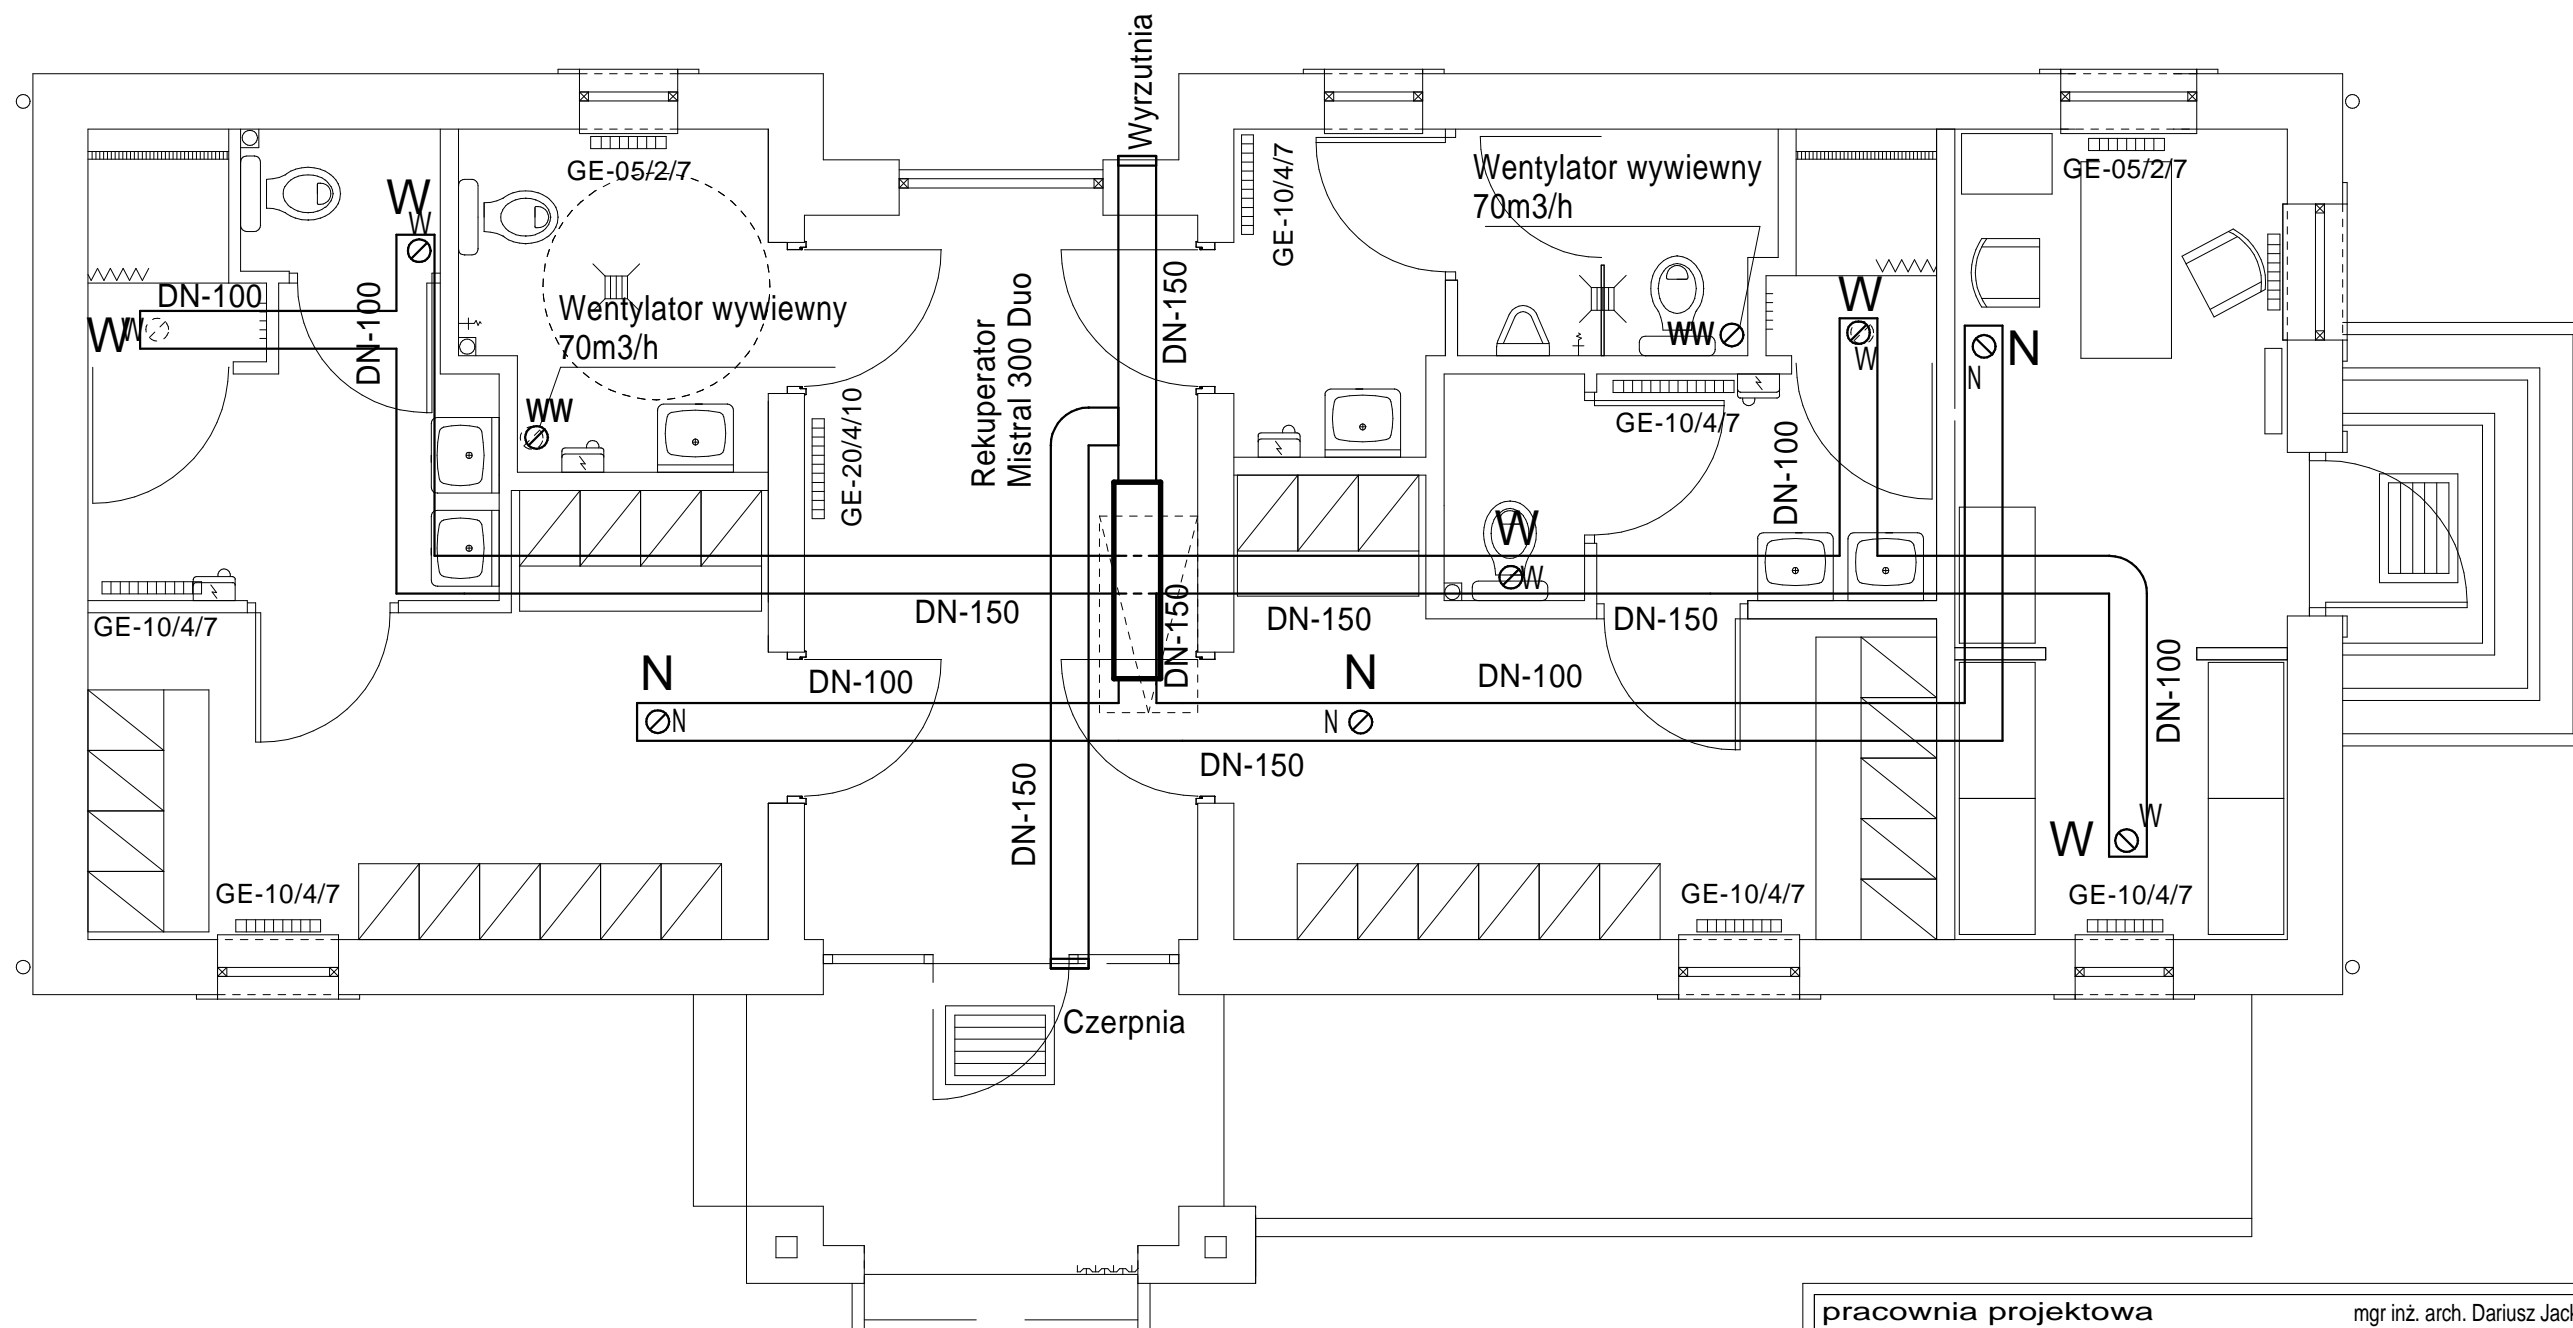 Wyrzutnia
GE-05/2/7
GE-10/4/7
Wentylator wywiewny
70m3/h
GE-05/2/7
W
W
DN-100
DN-100
W
W
Wentylator wywiewny
70m3/h
WW
GE-20/4/10
Rekuperator
Mistral 300 Duo
DN-150
WW
W
W
N
N
GE-10/4/7
DN-100
W
W
GE-10/4/7
DN-150
DN-150
DN-150
DN-150
N
N
DN-100
N
N
DN-100
DN-100
DN-150
DN-150
W
W
GE-10/4/7
GE-10/4/7
GE-10/4/7
Czerpnia
pracownia projektowa
mgr inż. arch. Dariusz